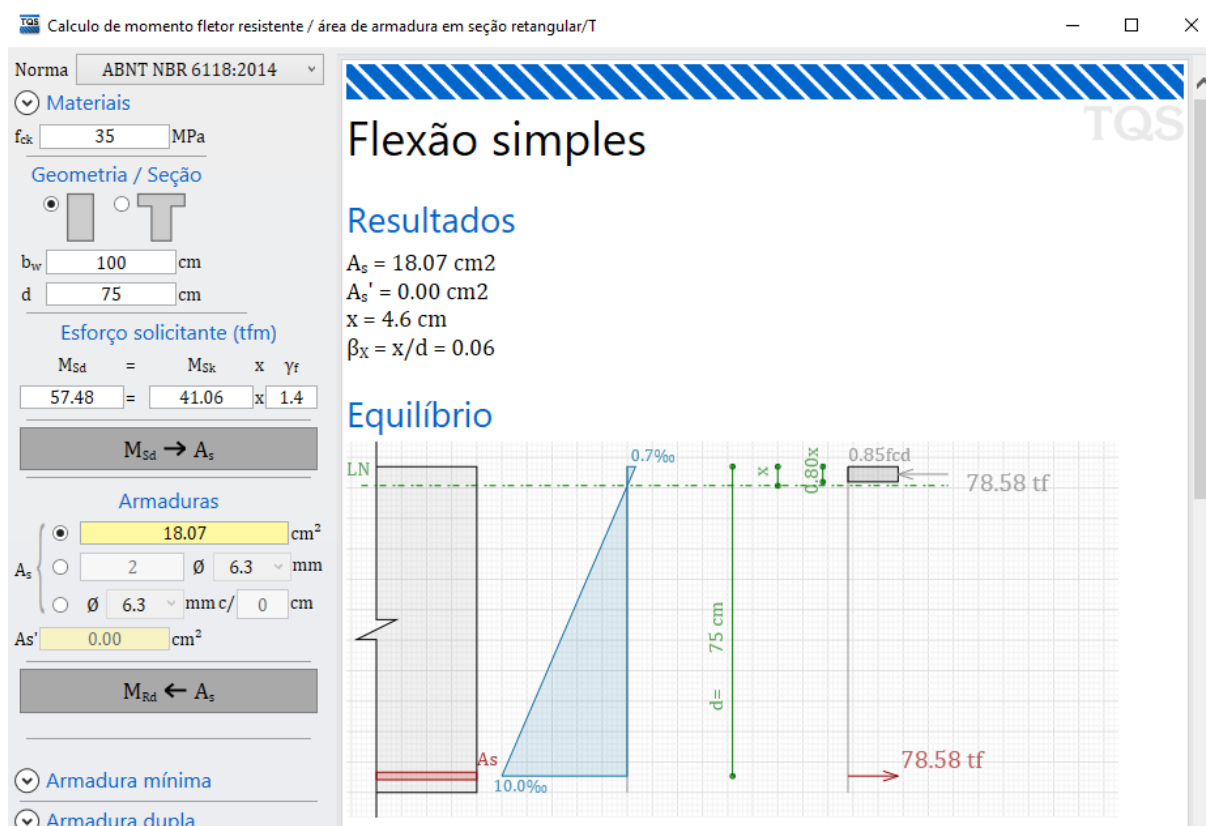 TQS Calculo de momento fletor resistente / área de armadura em seção retangular/T
Norma ABNT NBR 6118:2014
Materiais
fck 35 MPa
Geometria / Seção
bw 100 cm
d 75 cm
Esforço solicitante (tfm)
MSd = MSk x γf
57.48 = 41.06 x 1.4
MSd → As
Armaduras
18.07 cm²
As 2 Ø 6.3 mm
Ø 6.3 mm c/ 0 cm
As' 0.00 cm²
MRd ← As
Armadura mínima
Armadura dupla
TQS
Flexão simples
Resultados
As = 18.07 cm2
As' = 0.00 cm2
x = 4.6 cm
βX = x/d = 0.06
Equilíbrio
LN
0.7‰
x
0.80x
0.85fcd
78.58 tf
d= 75 cm
As
10.0‰
78.58 tf